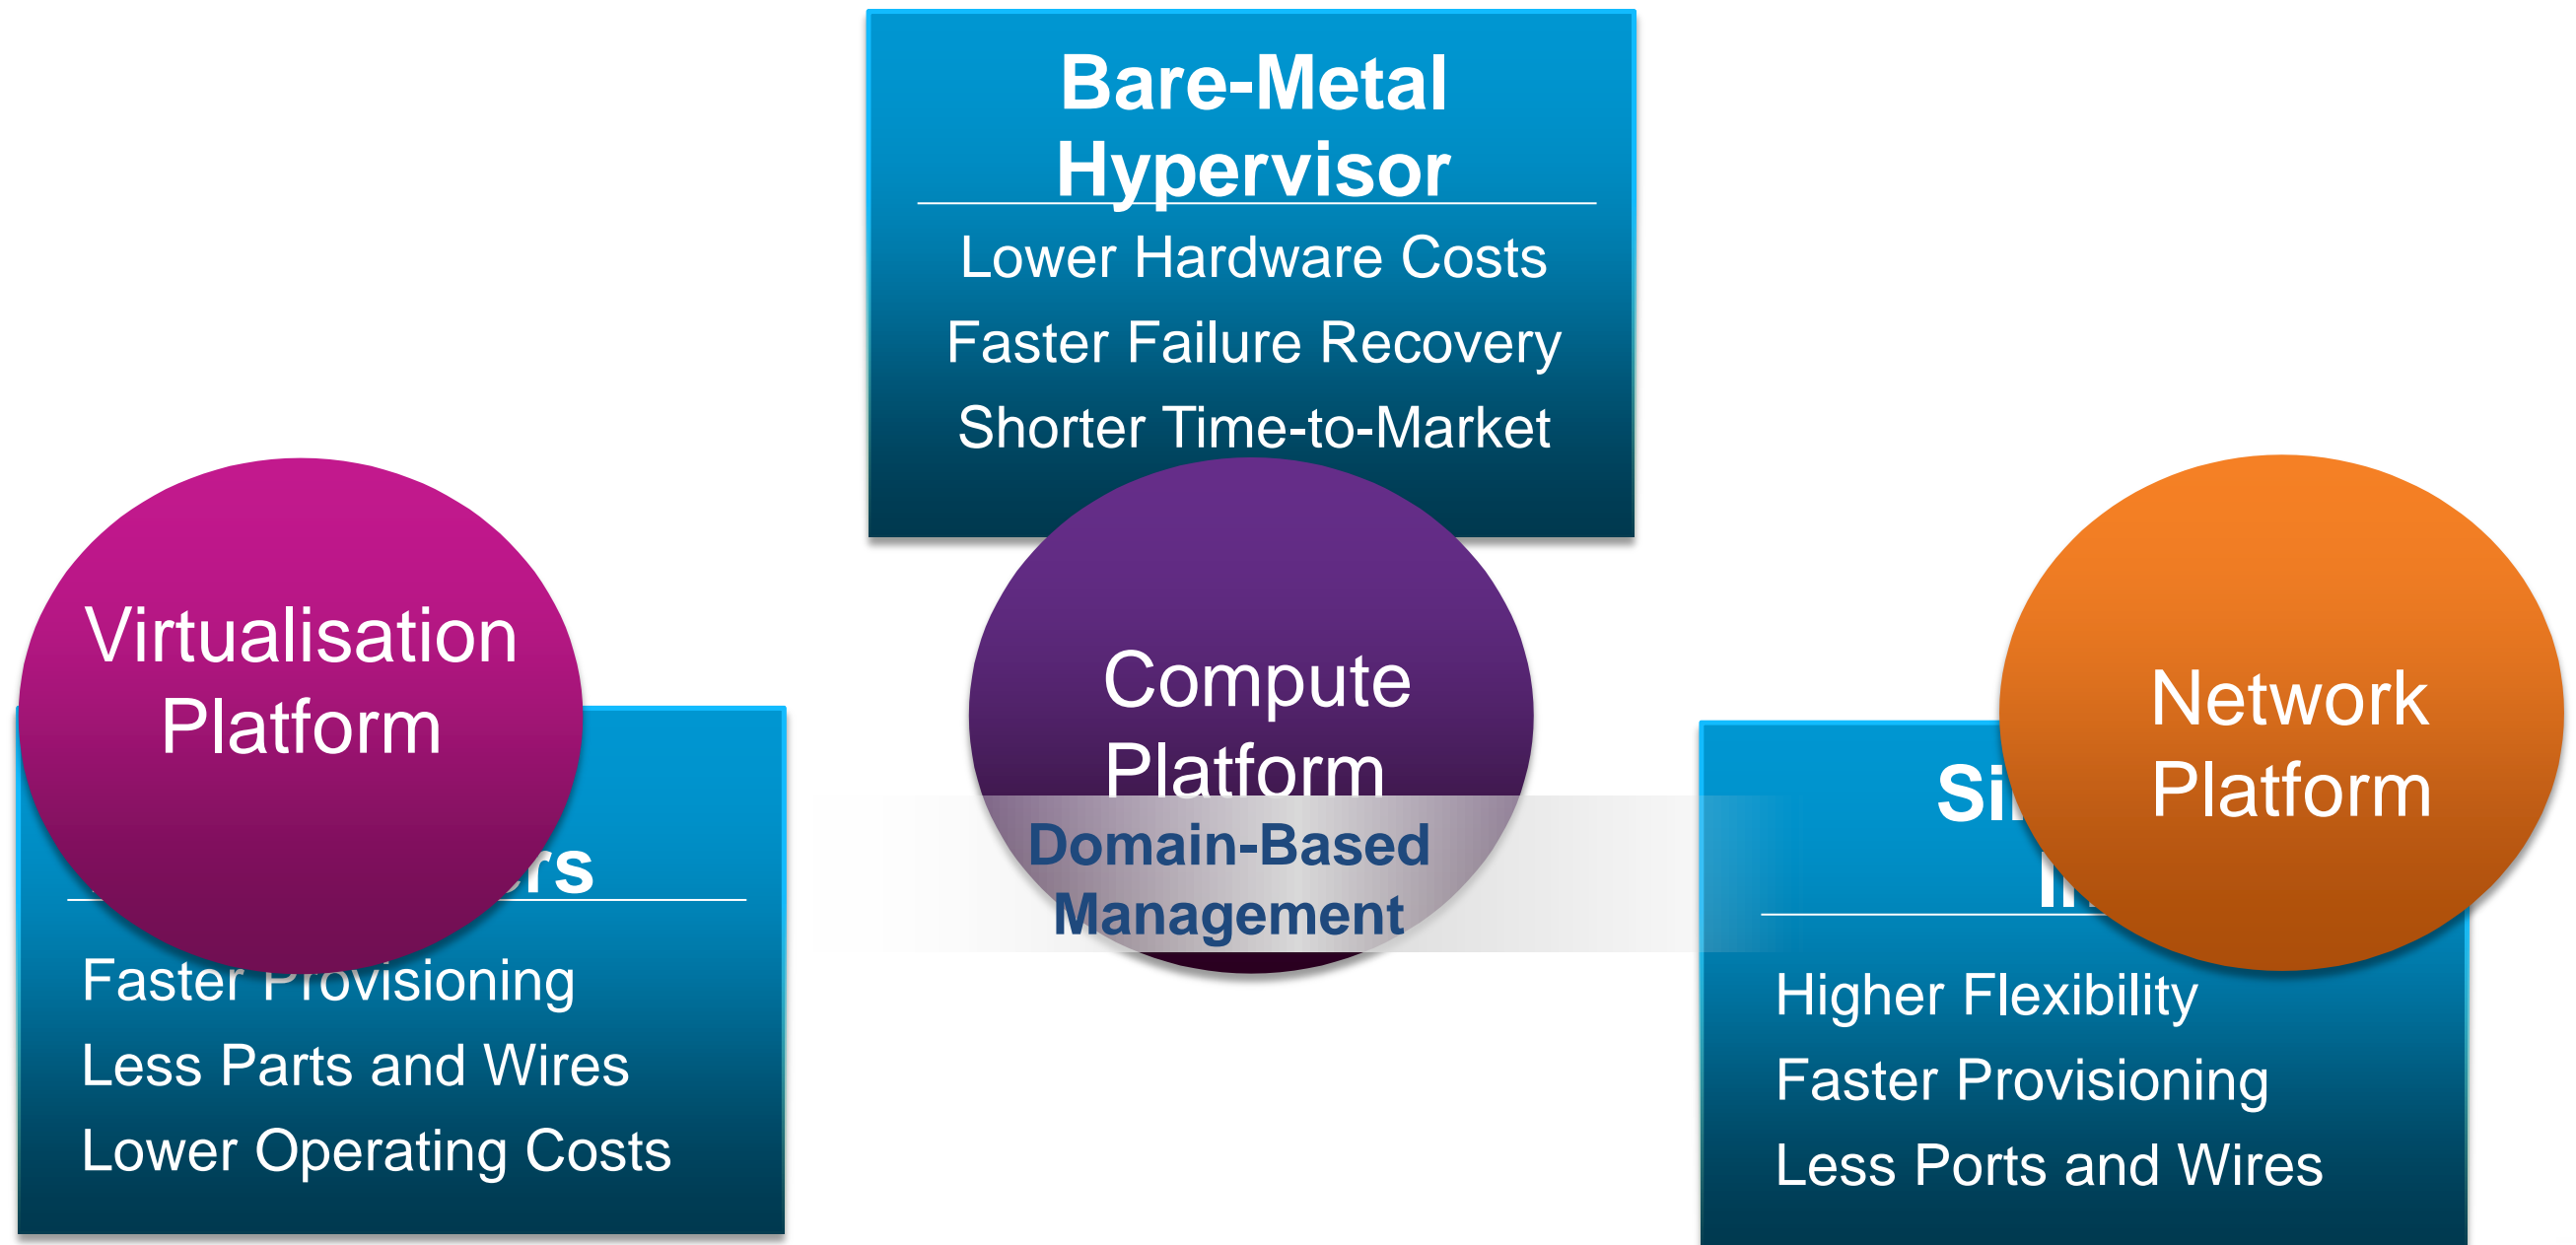 Bare-Metal
Hypervisor
Lower Hardware Costs
Faster Failure Recovery
Shorter Time-to-Market
Virtualisation
Platform
Faster Provisioning
Less Parts and Wires
Lower Operating Costs
Compute
Platform
Domain-Based
Management
Network
Platform
Higher Flexibility
Faster Provisioning
Less Ports and Wires